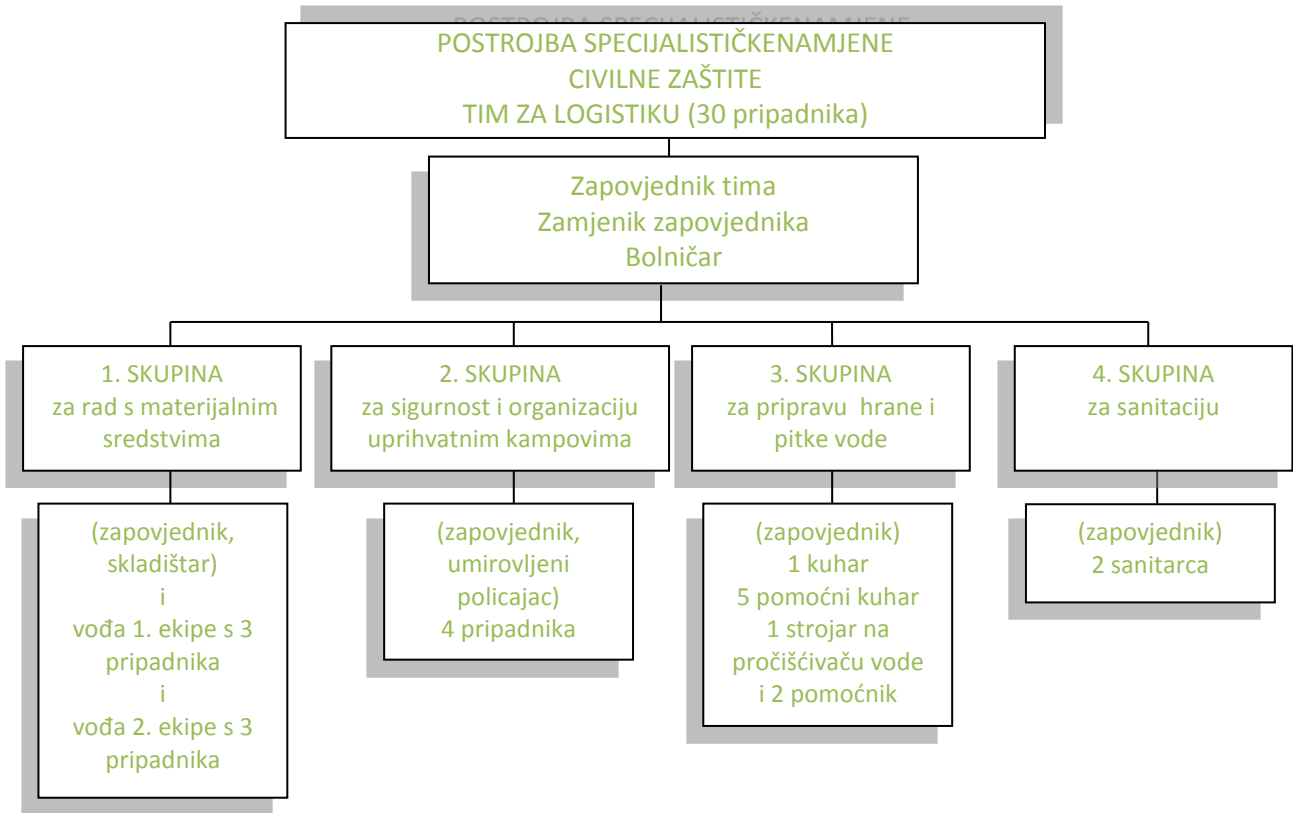 POSTROJBA SPECIJALISTIČKENAMJENE
POSTROJBA SPECIJALISTIČKENAMJENE
CIVILNE ZAŠTITE
TIM ZA LOGISTIKU (30 pripadnika)
Zapovjednik tima
Zamjenik zapovjednika
Bolničar
1. SKUPINA
za rad s materijalnim
sredstvima
2. SKUPINA
za sigurnost i organizaciju
uprihvatnim kampovima
3. SKUPINA
za pripravu hrane i
pitke vode
4. SKUPINA
za sanitaciju
(zapovjednik,
skladištar)
i
vođa 1. ekipe s 3
pripadnika
i
vođa 2. ekipe s 3
pripadnika
(zapovjednik,
umirovljeni
policajac)
4 pripadnika
(zapovjednik)
1 kuhar
5 pomoćni kuhar
1 strojar na
pročišćivaču vode
i 2 pomoćnik
(zapovjednik)
2 sanitarca